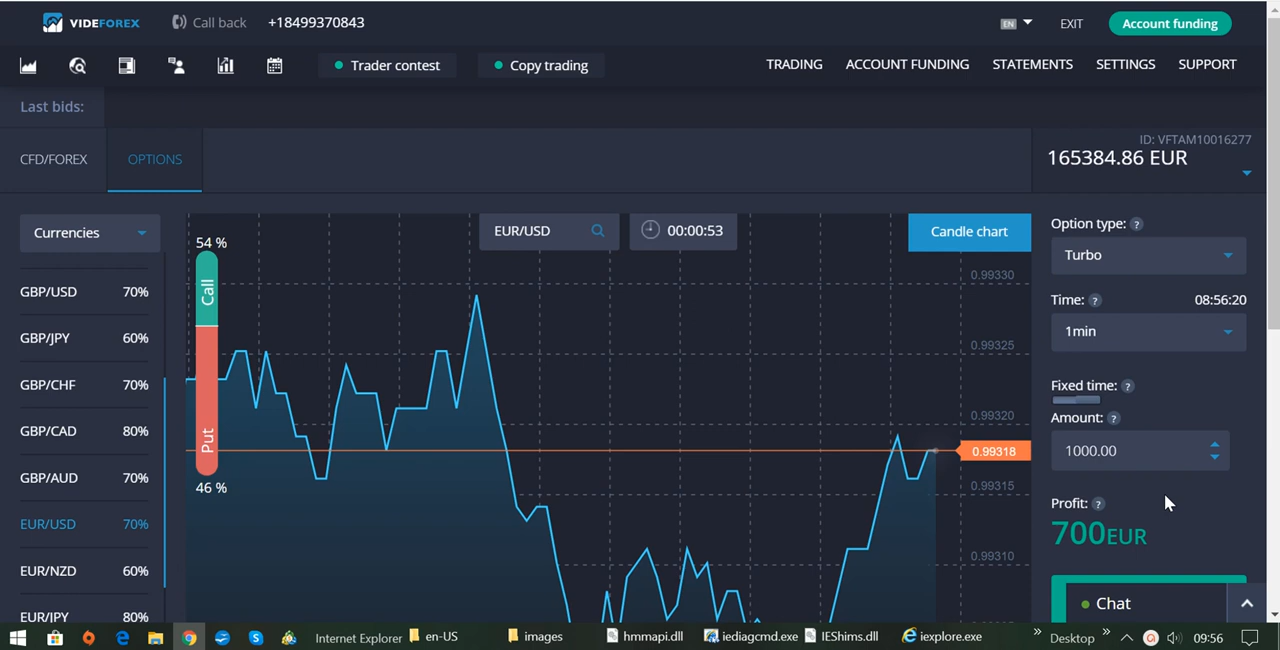 VIDEFOREX Call back +18499370843 EN EXIT Account funding
Trader contest Copy trading TRADING ACCOUNT FUNDING STATEMENTS SETTINGS SUPPORT
Last bids:
CFD/FOREX OPTIONS
ID: VFTAM10016277
165384.86 EUR
Currencies
GBP/USD 70%
GBP/JPY 60%
GBP/CHF 70%
GBP/CAD 80%
GBP/AUD 70%
EUR/USD 70%
EUR/NZD 60%
EUR/JPY 80%
54 %
Call
Put
46 %
EUR/USD 00:00:53 Candle chart
0.99330
0.99325
0.99320
0.99318
0.99315
0.99310
Option type: ?
Turbo
Time: ? 08:56:20
1min
Fixed time: ?
Amount: ?
1000.00
Profit: ?
700EUR
Chat
Internet Explorer en-US images hmmapi.dll iediagcmd.exe IEShims.dll iexplore.exe » Desktop » 09:56